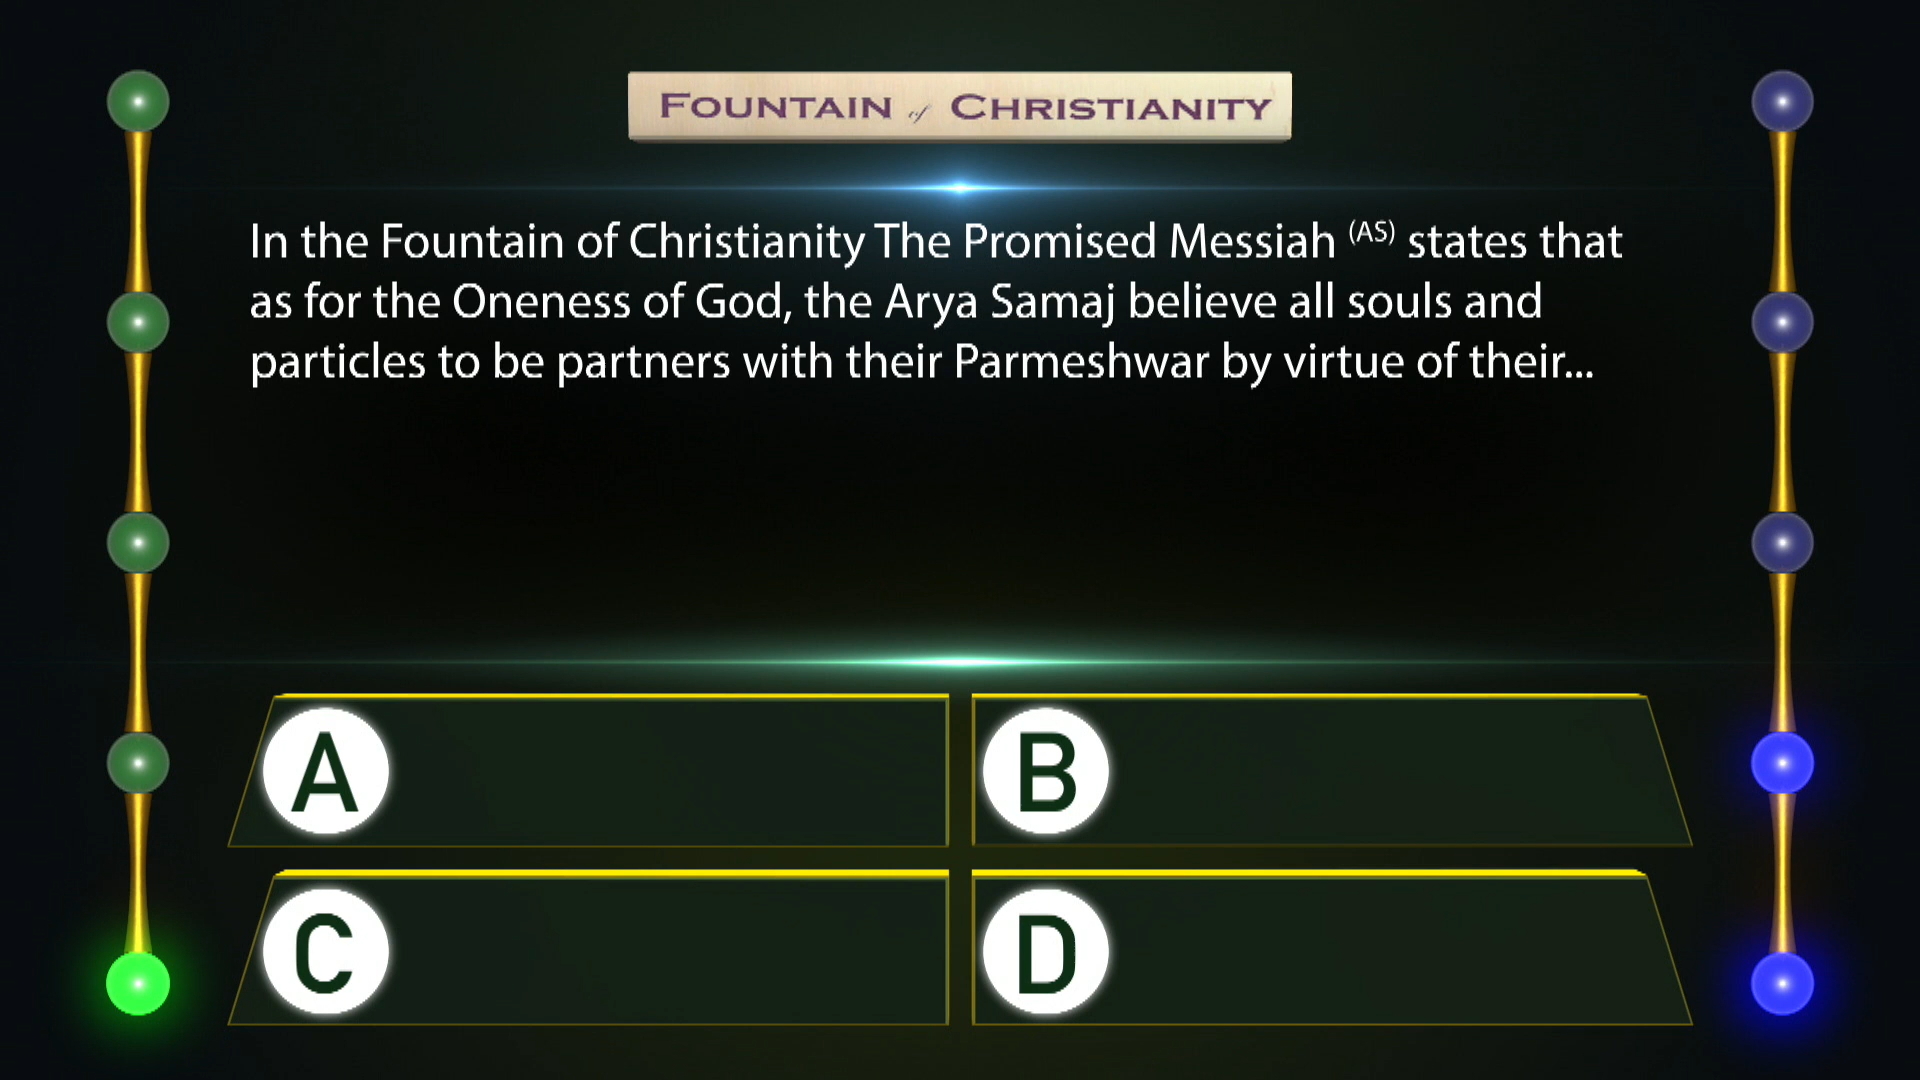 FOUNTAIN of CHRISTIANITY
In the Fountain of Christianity The Promised Messiah (AS) states that
as for the Oneness of God, the Arya Samaj believe all souls and
particles to be partners with their Parmeshwar by virtue of their...
A
B
C
D